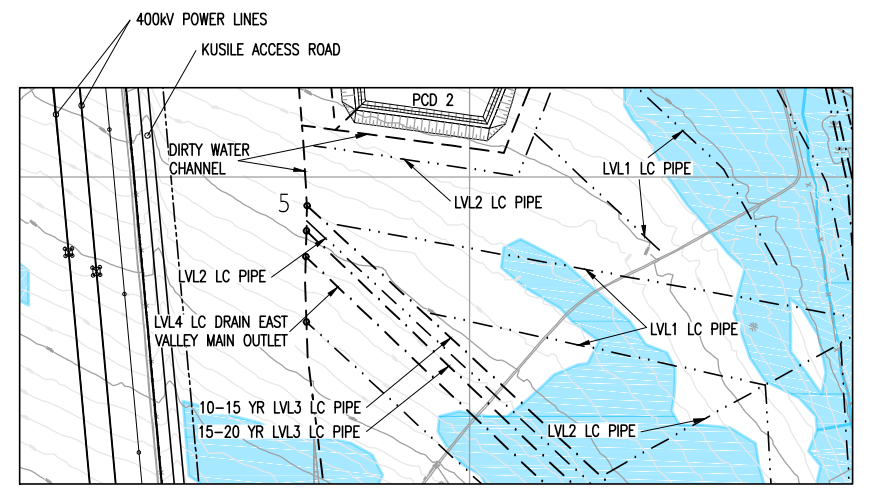 400kV POWER LINES
KUSILE ACCESS ROAD
PCD 2
DIRTY WATER
CHANNEL
LVL1 LC PIPE
LVL2 LC PIPE
5
LVL2 LC PIPE
LVL4 LC DRAIN EAST
VALLEY MAIN OUTLET
LVL1 LC PIPE
10-15 YR LVL3 LC PIPE
15-20 YR LVL3 LC PIPE
LVL2 LC PIPE